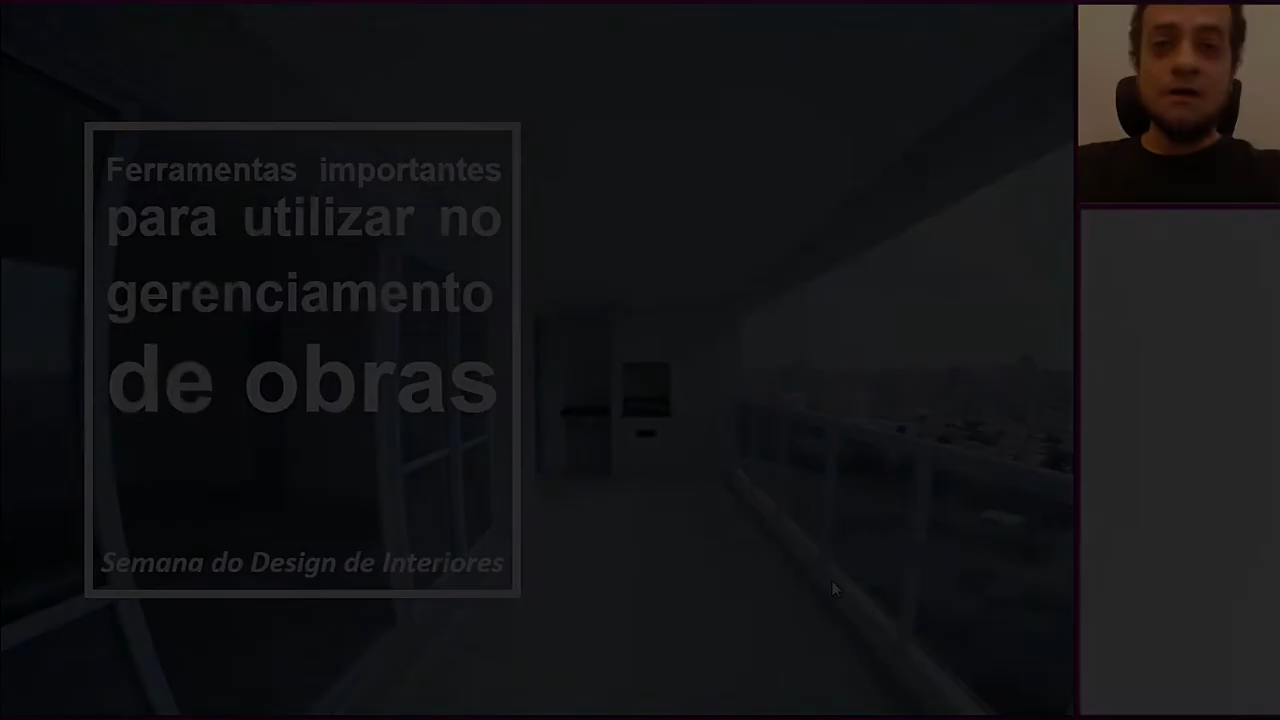 Ferramentas importantes
para utilizar no
gerenciamento
de obras
Semana do Design de Interiores